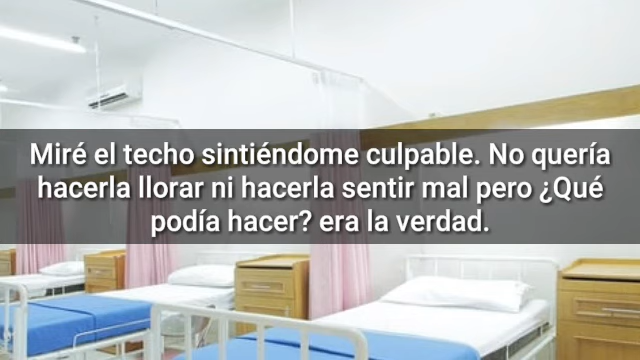 Miré el techo sintiéndome culpable. No quería
hacerla llorar ni hacerla sentir mal pero ¿Qué
podía hacer? era la verdad.